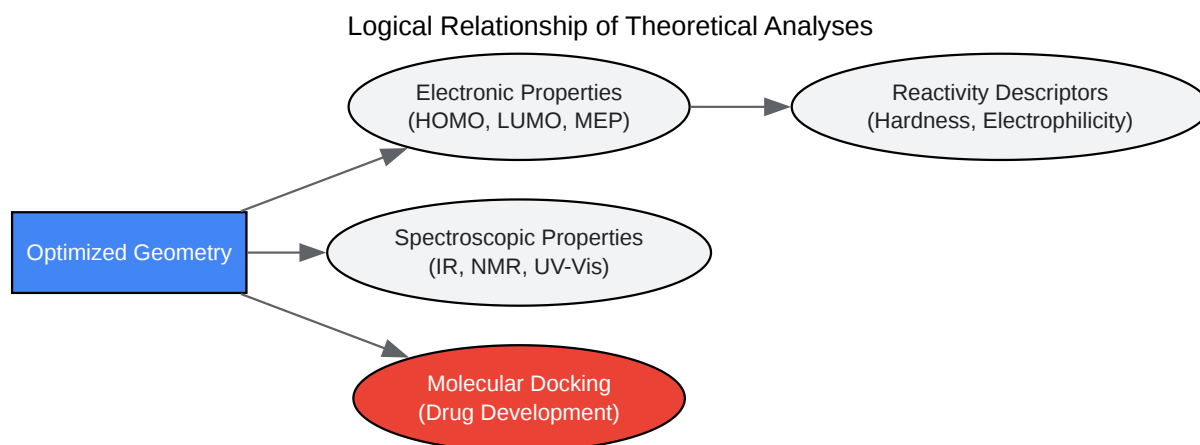 Logical Relationship of Theoretical Analyses
Electronic Properties
(HOMO, LUMO, MEP)
Reactivity Descriptors
(Hardness, Electrophilicity)
Optimized Geometry
Spectroscopic Properties
(IR, NMR, UV-Vis)
Molecular Docking
(Drug Development)